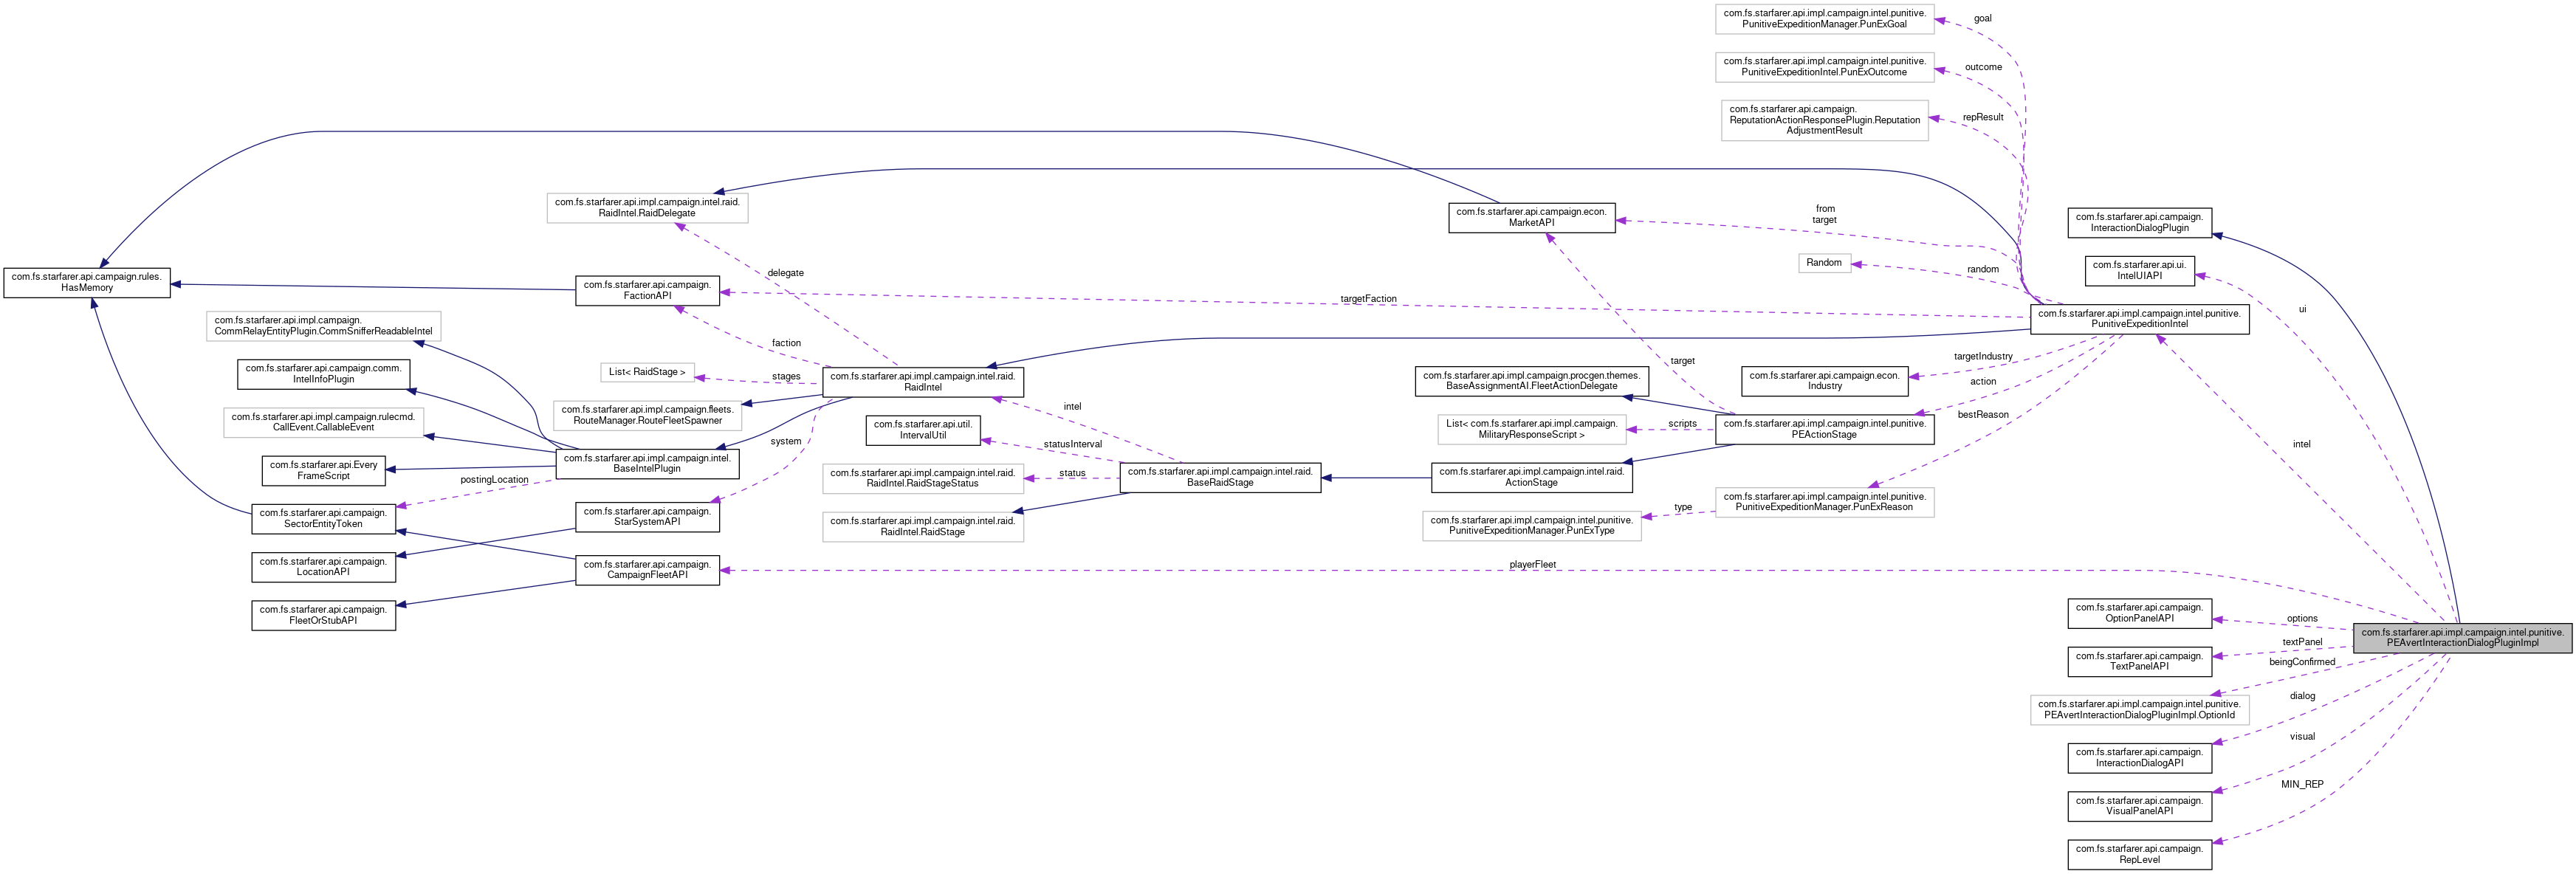 com.fs.starfarer.api.impl.campaign.intel.punitive.
PunitiveExpeditionManager.PunExGoal
goal
com.fs.starfarer.api.impl.campaign.intel.punitive.
PunitiveExpeditionIntel.PunExOutcome
outcome
com.fs.starfarer.api.campaign.
ReputationActionResponsePlugin.Reputation
AdjustmentResult
repResult
com.fs.starfarer.api.impl.campaign.intel.raid.
RaidIntel.RaidDelegate
com.fs.starfarer.api.campaign.econ.
MarketAPI
from
target
com.fs.starfarer.api.campaign.
InteractionDialogPlugin
com.fs.starfarer.api.campaign.rules.
HasMemory
delegate
com.fs.starfarer.api.campaign.
FactionAPI
targetFaction
Random
random
com.fs.starfarer.api.ui.
IntelUIAPI
ui
com.fs.starfarer.api.impl.campaign.intel.punitive.
PunitiveExpeditionIntel
com.fs.starfarer.api.impl.campaign.
CommRelayEntityPlugin.CommSnifferReadableIntel
faction
com.fs.starfarer.api.campaign.comm.
IntelInfoPlugin
List< RaidStage >
stages
com.fs.starfarer.api.impl.campaign.intel.raid.
RaidIntel
target
targetIndustry
com.fs.starfarer.api.impl.campaign.procgen.themes.
BaseAssignmentAI.FleetActionDelegate
com.fs.starfarer.api.campaign.econ.
Industry
action
com.fs.starfarer.api.impl.campaign.rulecmd.
CallEvent.CallableEvent
com.fs.starfarer.api.impl.campaign.fleets.
RouteManager.RouteFleetSpawner
intel
com.fs.starfarer.api.util.
IntervalUtil
statusInterval
List< com.fs.starfarer.api.impl.campaign.
MilitaryResponseScript >
scripts
com.fs.starfarer.api.impl.campaign.intel.punitive.
PEActionStage
bestReason
intel
com.fs.starfarer.api.Every
FrameScript
com.fs.starfarer.api.impl.campaign.intel.
BaseIntelPlugin
system
com.fs.starfarer.api.impl.campaign.intel.raid.
RaidIntel.RaidStageStatus
status
com.fs.starfarer.api.impl.campaign.intel.raid.
BaseRaidStage
com.fs.starfarer.api.impl.campaign.intel.raid.
ActionStage
postingLocation
com.fs.starfarer.api.campaign.
SectorEntityToken
com.fs.starfarer.api.campaign.
StarSystemAPI
com.fs.starfarer.api.impl.campaign.intel.raid.
RaidIntel.RaidStage
com.fs.starfarer.api.impl.campaign.intel.punitive.
PunitiveExpeditionManager.PunExType
type
com.fs.starfarer.api.impl.campaign.intel.punitive.
PunitiveExpeditionManager.PunExReason
com.fs.starfarer.api.campaign.
LocationAPI
com.fs.starfarer.api.campaign.
CampaignFleetAPI
playerFleet
com.fs.starfarer.api.campaign.
FleetOrStubAPI
com.fs.starfarer.api.campaign.
OptionPanelAPI
options
com.fs.starfarer.api.impl.campaign.intel.punitive.
PEAvertInteractionDialogPluginImpl
com.fs.starfarer.api.campaign.
TextPanelAPI
textPanel
beingConfirmed
com.fs.starfarer.api.impl.campaign.intel.punitive.
PEAvertInteractionDialogPluginImpl.OptionId
dialog
com.fs.starfarer.api.campaign.
InteractionDialogAPI
visual
com.fs.starfarer.api.campaign.
VisualPanelAPI
MIN_REP
com.fs.starfarer.api.campaign.
RepLevel